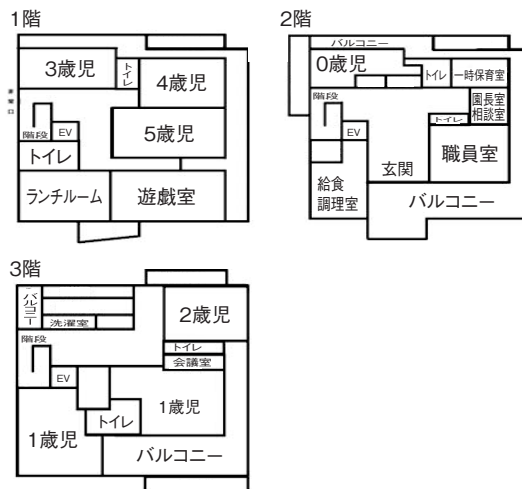 1階
3歳児
トイレ
4歳児
5歳児
階段
EV
トイレ
ランチルーム
遊戯室
2階
バルコニー
0歳児
トイレ
一時保育室
園長室
相談室
階段
EV
トイレ
職員室
玄関
給食
調理室
バルコニー
3階
バルコニー
洗濯室
2歳児
階段
トイレ
会議室
EV
1歳児
トイレ
1歳児
バルコニー